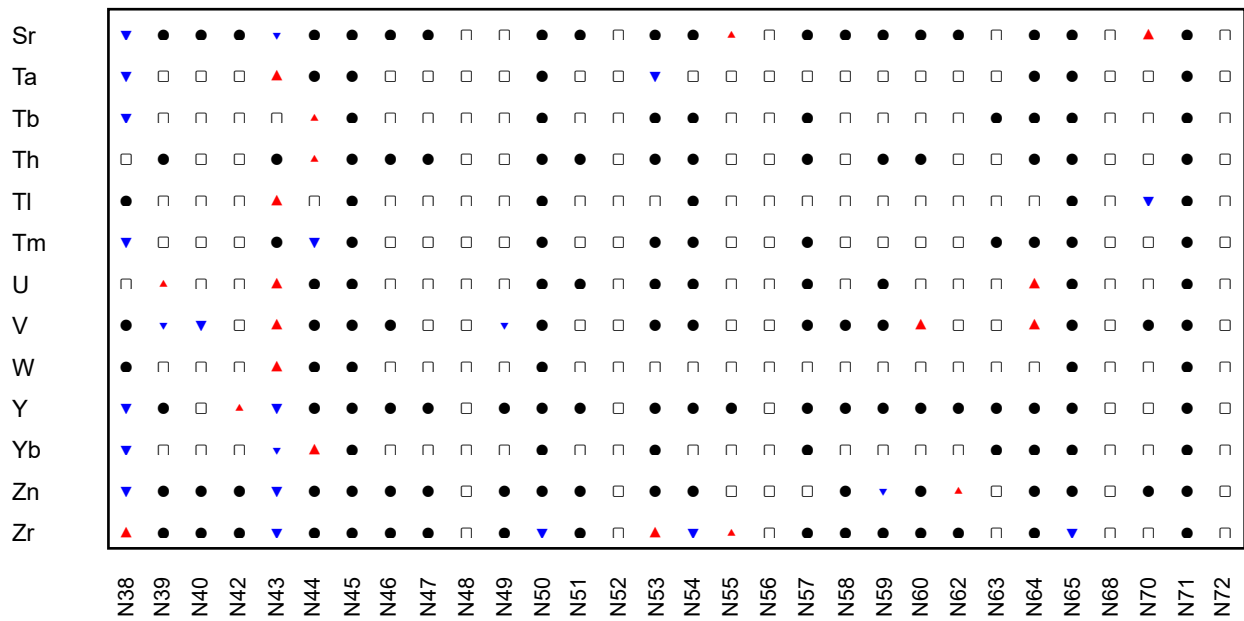 Sr
Ta
Tb
Th
Tl
Tm
U
V
W
Y
Yb
Zn
Zr
N38 N39 N40 N42 N43 N44 N45 N46 N47 N48 N49 N50 N51 N52 N53 N54 N55 N56 N57 N58 N59 N60 N62 N63 N64 N65 N68 N70 N71 N72